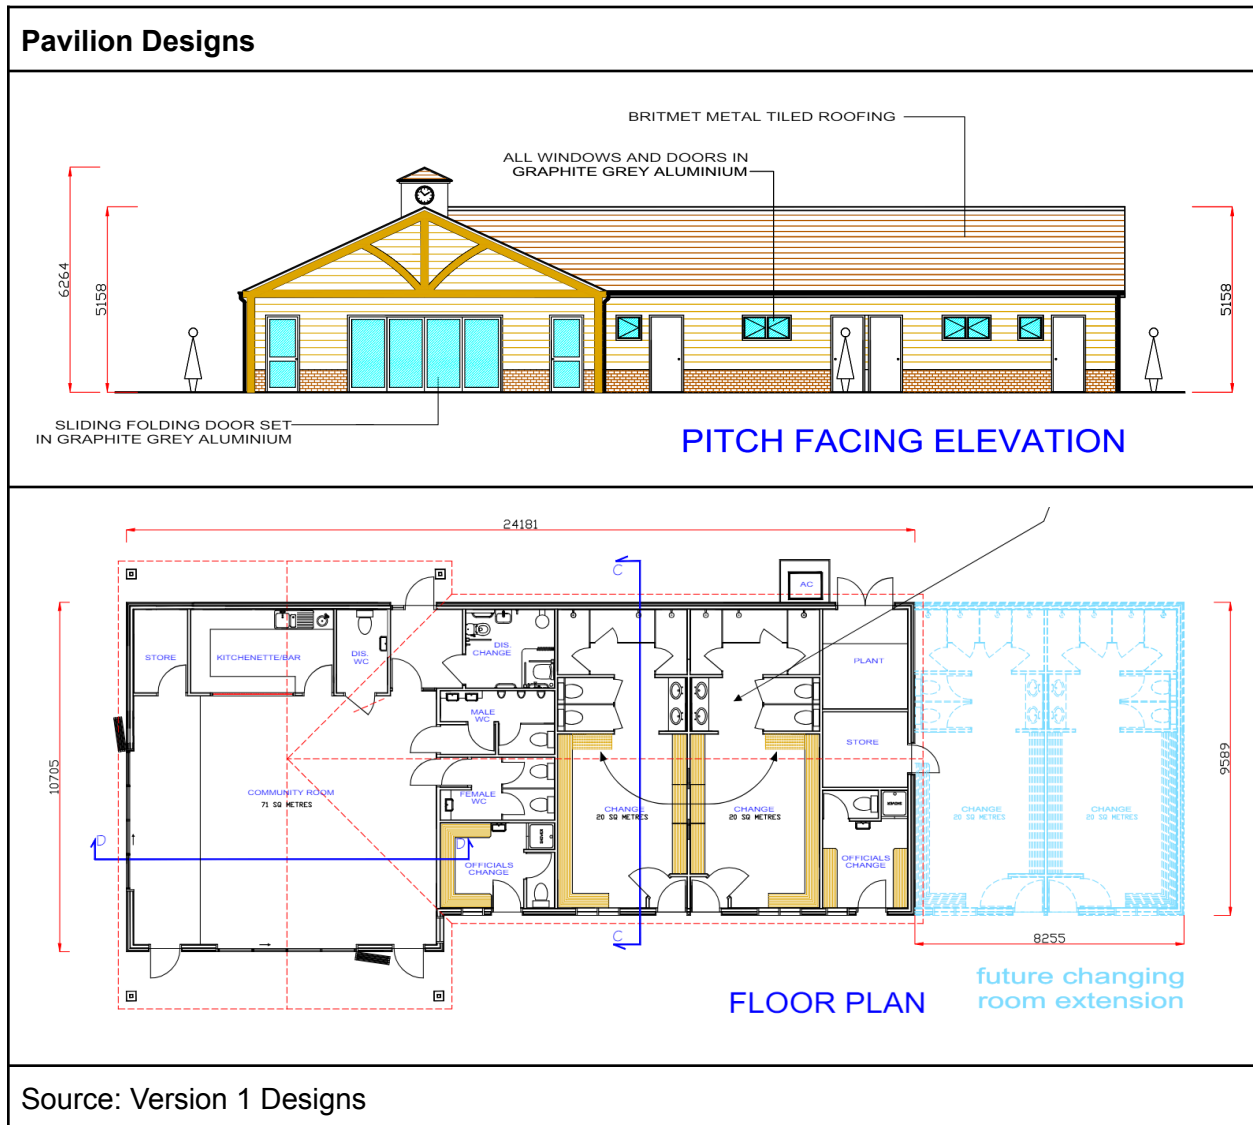 Pavilion Designs
BRITMET METAL TILED ROOFING
ALL WINDOWS AND DOORS IN
GRAPHITE GREY ALUMINIUM
6264
5158
5158
SLIDING FOLDING DOOR SET
IN GRAPHITE GREY ALUMINIUM
PITCH FACING ELEVATION
24181
C
AC
STORE
KITCHENETTE/BAR
DIS.
WC
DIS.
CHANGE
PLANT
MALE
WC
STORE
10705
9589
COMMUNITY ROOM
71 SQ METRES
FEMALE
WC
CHANGE
20 SQ METRES
CHANGE
20 SQ METRES
CHANGE
20 SQ METRES
CHANGE
20 SQ METRES
SHOWER
D
D
OFFICIALS
CHANGE
OFFICIALS
CHANGE
C
8255
FLOOR PLAN
future changing
room extension
Source: Version 1 Designs